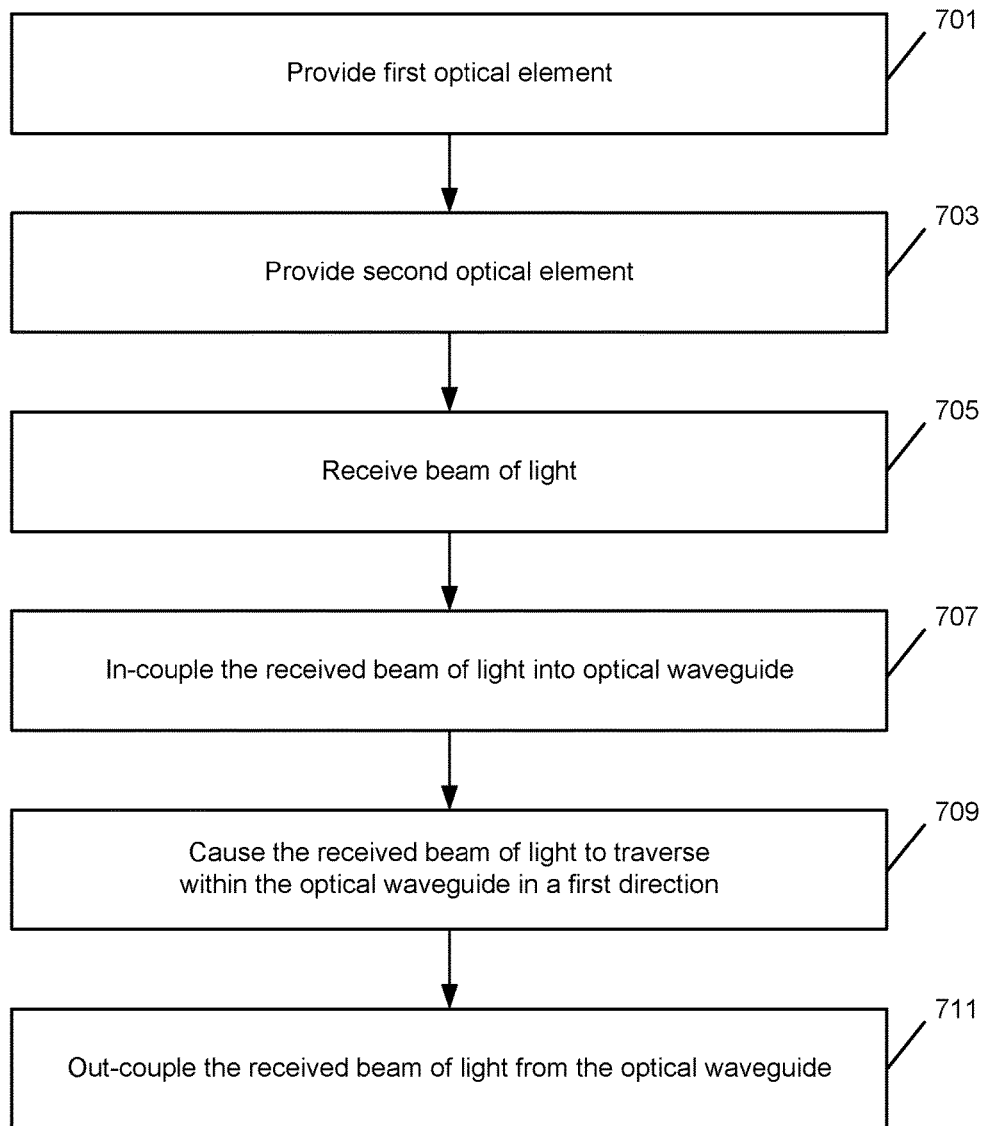 701
Provide first optical element
703
Provide second optical element
705
Receive beam of light
707
In-couple the received beam of light into optical waveguide
709
Cause the received beam of light to traverse
within the optical waveguide in a first direction
711
Out-couple the received beam of light from the optical waveguide